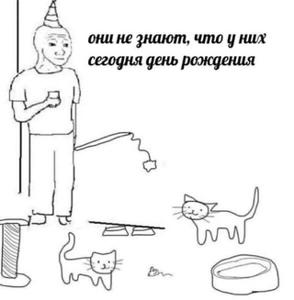 они не знают, что у них
сегодня день рождения